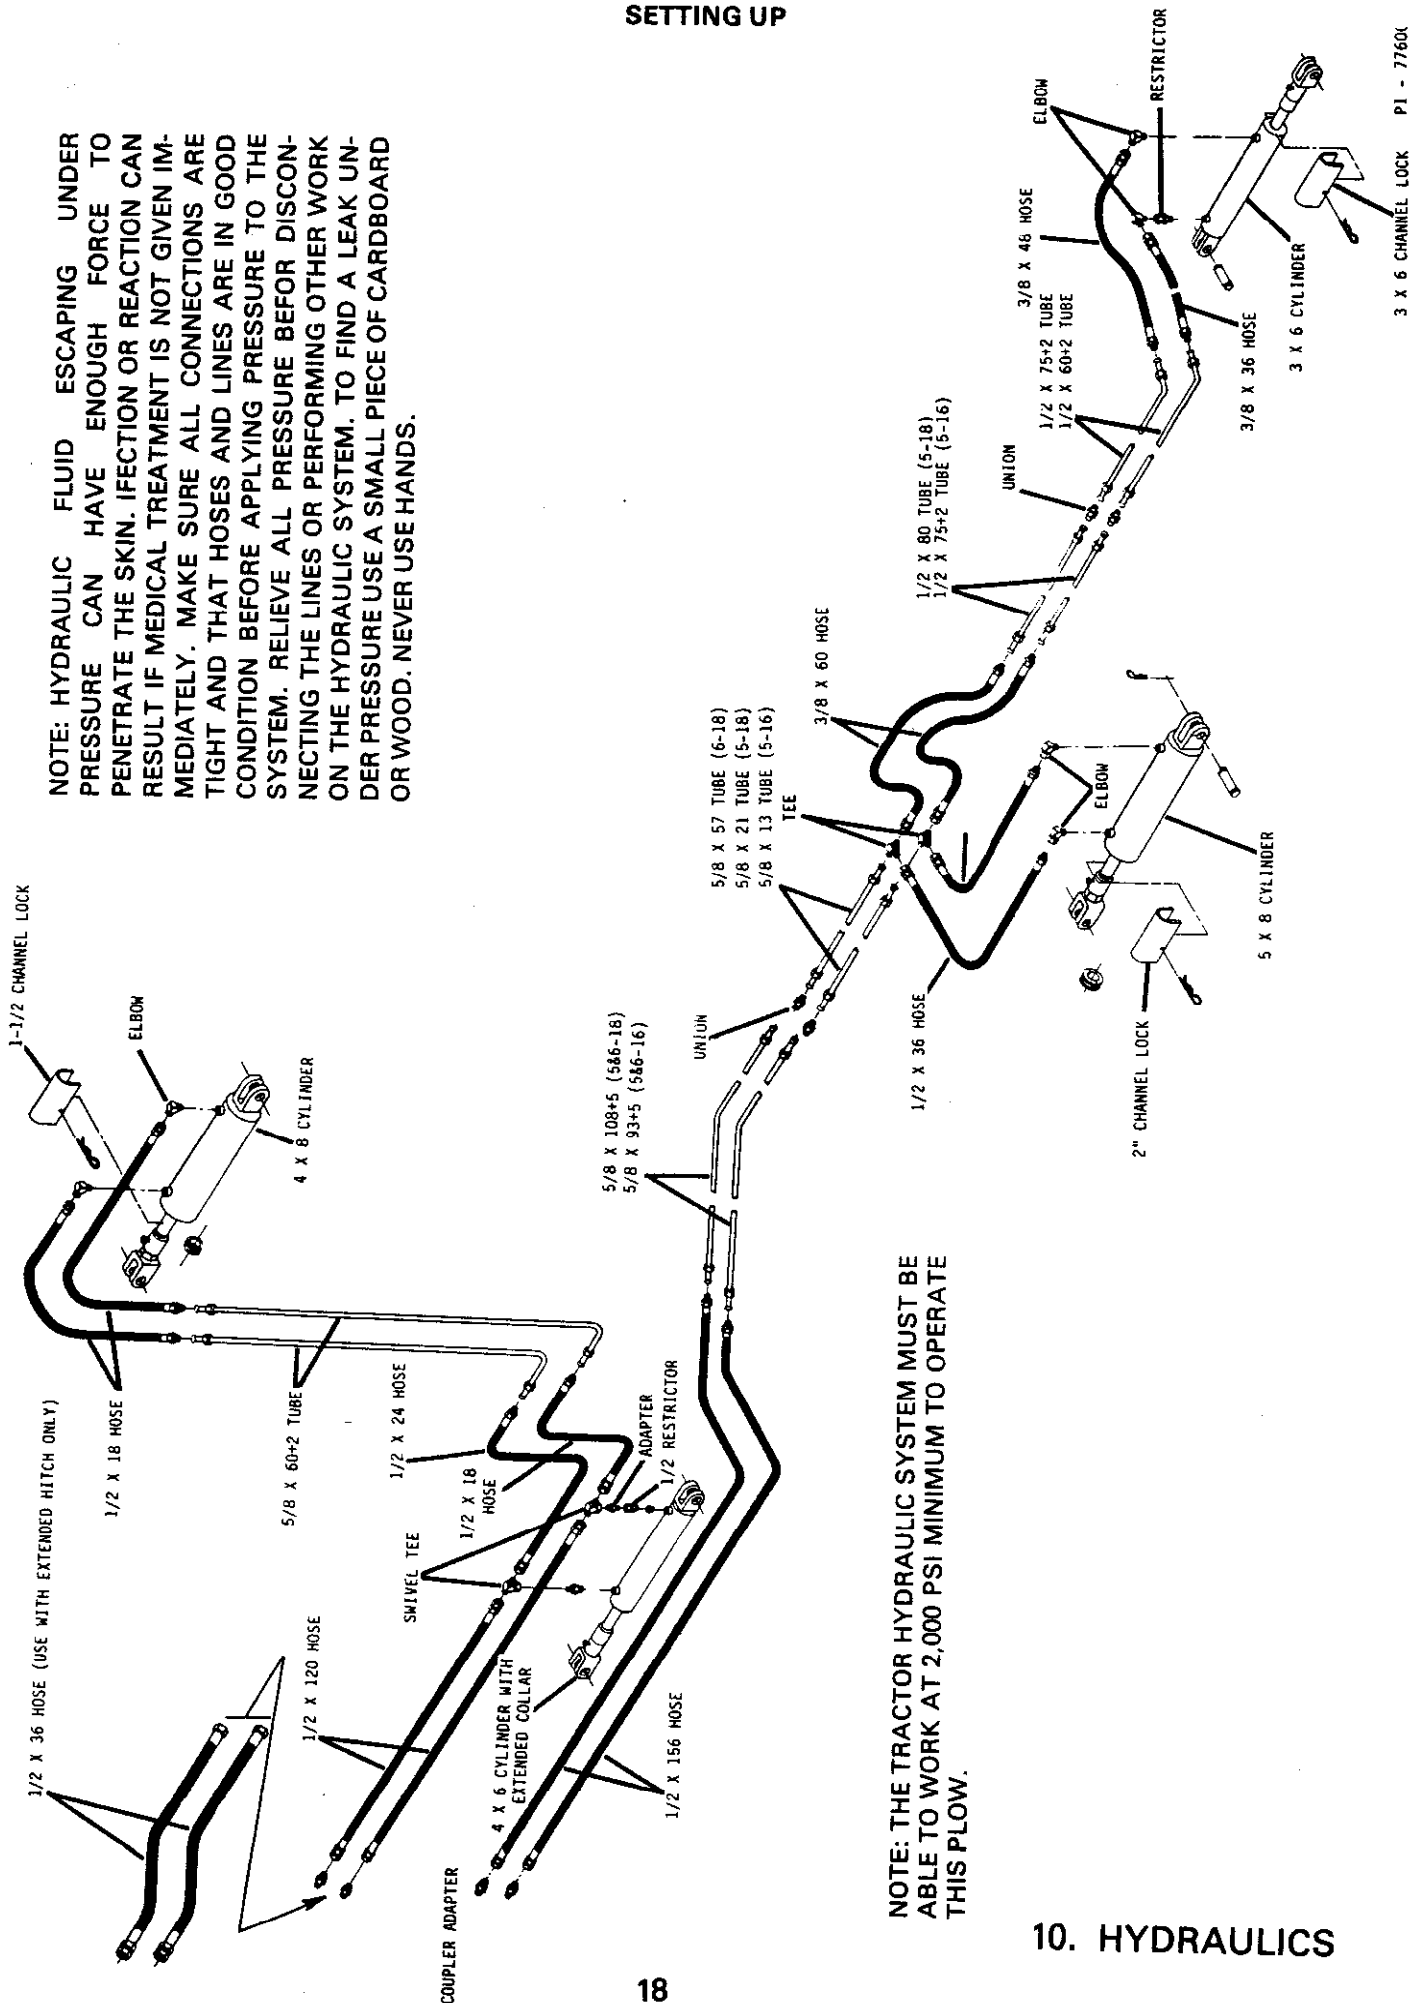 SETTING UP
NOTE: HYDRAULIC FLUID ESCAPING UNDER
PRESSURE CAN HAVE ENOUGH FORCE TO
PENETRATE THE SKIN. IFECTION OR REACTION CAN
RESULT IF MEDICAL TREATMENT IS NOT GIVEN IM-
MEDIATELY. MAKE SURE ALL CONNECTIONS ARE
TIGHT AND THAT HOSES AND LINES ARE IN GOOD
CONDITION BEFORE APPLYING PRESSURE TO THE
SYSTEM. RELIEVE ALL PRESSURE BEFOR DISCON-
NECTING THE LINES OR PERFORMING OTHER WORK
ON THE HYDRAULIC SYSTEM. TO FIND A LEAK UN-
DER PRESSURE USE A SMALL PIECE OF CARDBOARD
OR WOOD. NEVER USE HANDS.
1/2 X 36 HOSE (USE WITH EXTENDED HITCH ONLY)
1-1/2 CHANNEL LOCK
ELBOW
4 X 8 CYLINDER
1/2 X 18 HOSE
5/8 X 60+2 TUBE
1/2 X 24 HOSE
1/2 X 18
HOSE
ADAPTER
1/2 RESTRICTOR
SWIVEL TEE
1/2 X 120 HOSE
4 X 6 CYLINDER WITH
EXTENDED COLLAR
1/2 X 156 HOSE
COUPLER ADAPTER
5/8 X 108+5 (5&6-18)
5/8 X 93+5 (5&6-16)
UNION
5/8 X 57 TUBE (6-18)
5/8 X 21 TUBE (5-18)
5/8 X 13 TUBE (5-16)
TEE
3/8 X 60 HOSE
1/2 X 80 TUBE (5-18)
1/2 X 75+2 TUBE (5-16)
UNION
1/2 X 75+2 TUBE
1/2 X 60+2 TUBE
3/8 X 48 HOSE
ELBOW
RESTRICTOR
3/8 X 36 HOSE
3 X 6 CYLINDER
3 X 6 CHANNEL LOCK
PI - 7760
1/2 X 36 HOSE
ELBOW
5 X 8 CYLINDER
2" CHANNEL LOCK
NOTE: THE TRACTOR HYDRAULIC SYSTEM MUST BE
ABLE TO WORK AT 2,000 PSI MINIMUM TO OPERATE
THIS PLOW.
10. HYDRAULICS
18